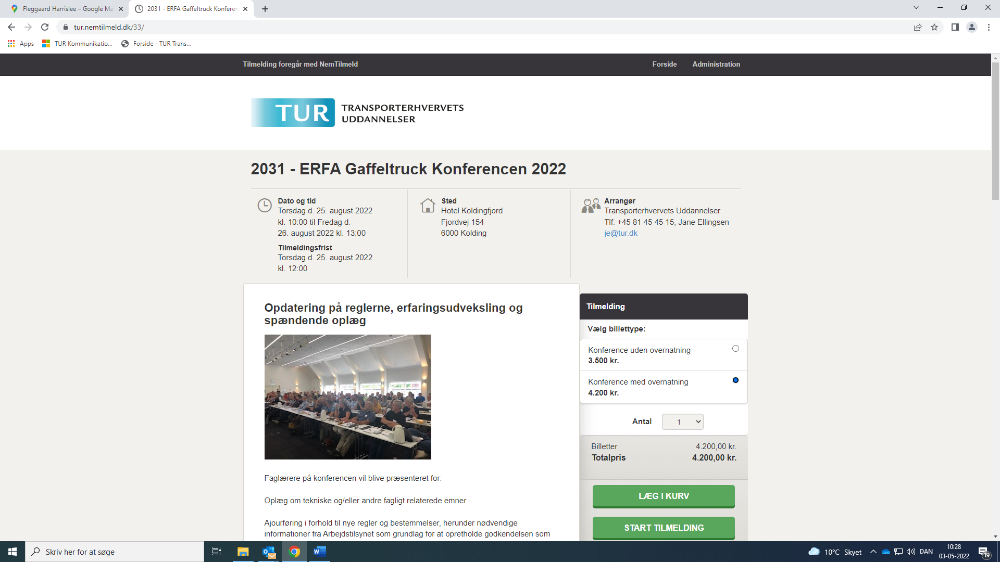 Fleggaard Harrislee – Google Ma
2031 - ERFA Gaffeltruck Konferen
tur.nemtilmeld.dk/33/
Apps
TUR Kommunikatio...
Forside - TUR Trans...
Tilmelding foregår med NemTilmeld
Forside
Administration
TUR
TRANSPORTERHVERVETS
UDDANNELSER
2031 - ERFA Gaffeltruck Konferencen 2022
Dato og tid
Torsdag d. 25. august 2022
kl. 10:00 til Fredag d.
26. august 2022 kl. 13:00
Tilmeldingsfrist
Torsdag d. 25. august 2022
kl. 12:00
Sted
Hotel Koldingfjord
Fjordvej 154
6000 Kolding
Arrangør
Transporterhvervets Uddannelser
Tlf: +45 81 45 45 15, Jane Ellingsen
je@tur.dk
Opdatering på reglerne, erfaringsudveksling og
spændende oplæg
Faglærere på konferencen vil blive præsenteret for:
Oplæg om tekniske og/eller andre fagligt relaterede emner
Ajourføring i forhold til nye regler og bestemmelser, herunder nødvendige
informationer fra Arbejdstilsynet som grundlag for at opretholde godkendelsen som
Tilmelding
Vælg billettype:
Konference uden overnatning
3.500 kr.
Konference med overnatning
4.200 kr.
Antal
1
Billetter 4.200,00 kr.
Totalpris 4.200,00 kr.
LÆG I KURV
START TILMELDING
Skriv her for at søge
10°C Skyet
DAN
10:28
03-05-2022
19